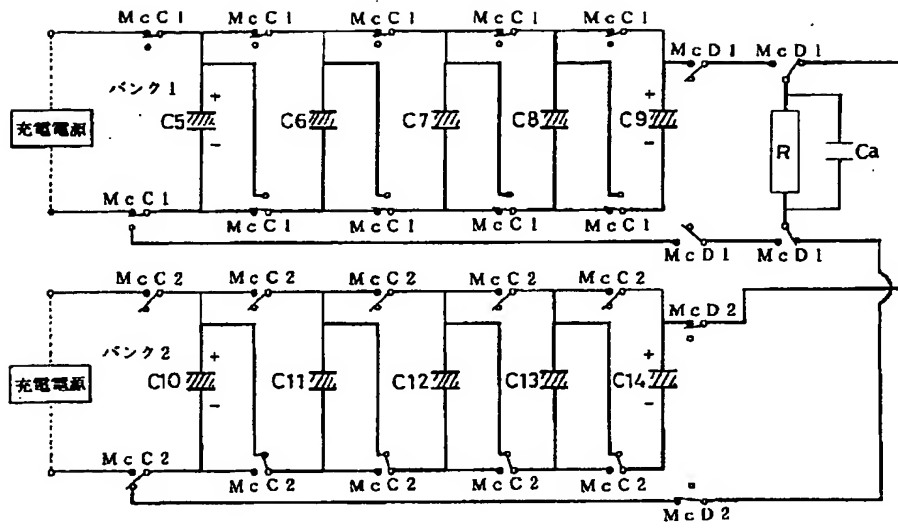 McC1 McC1 McC1 McC1 McC1
McD1 McD1
バンク1
充電電源
+ +
C5 C6 C7 C8 C9
R Ca
- -
McC1 McC1 McC1 McC1 McC1
McD1 McD1
McC2 McC2 McC2 McC2 McC2
McD2
バンク2
充電電源
+ +
C10 C11 C12 C13 C14
- -
McC2 McC2 McC2 McC2 McC2
McD2